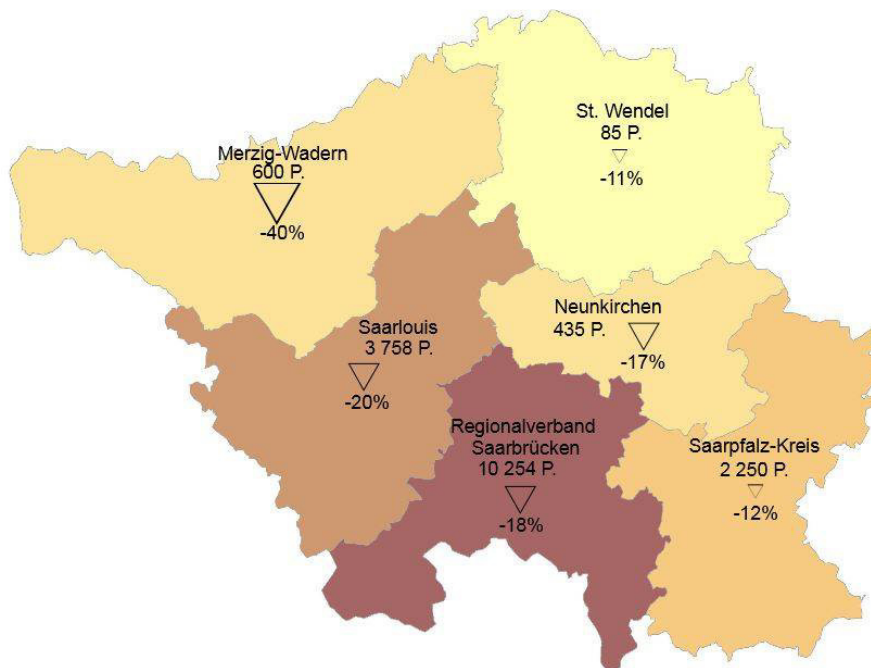 St. Wendel
85 P.
-11%
Merzig-Wadern
600 P.
-40%
Neunkirchen
435 P.
-17%
Saarlouis
3 758 P.
-20%
Regionalverband
Saarbrücken
10 254 P.
-18%
Saarpfalz-Kreis
2 250 P.
-12%